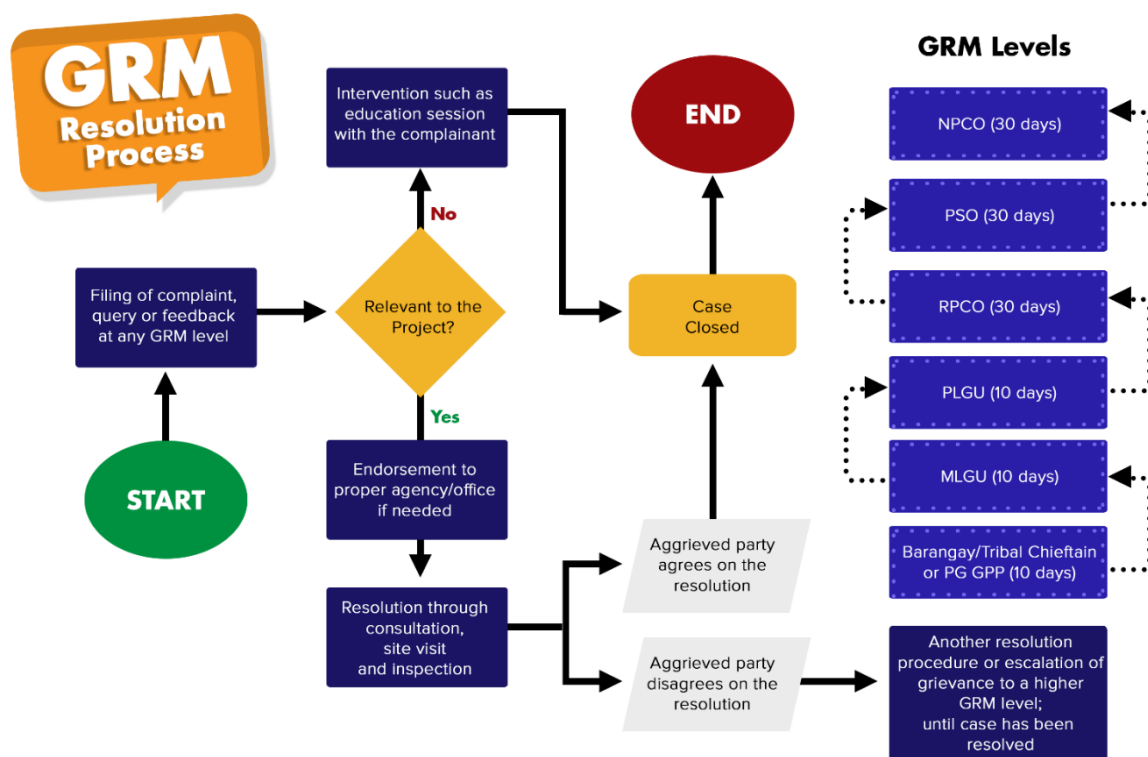 GRM
Resolution
Process
START
Filing of complaint,
query or feedback
at any GRM level
Relevant to the
Project?
No
Intervention such as
education session
with the complainant
Yes
Endorsement to
proper agency/office
if needed
Resolution through
consultation,
site visit
and inspection
Aggrieved party
agrees on the
resolution
Aggrieved party
disagrees on the
resolution
Case
Closed
END
Another resolution
procedure or escalation of
grievance to a higher
GRM level;
until case has been
resolved
GRM Levels
NPCO (30 days)
PSO (30 days)
RPCO (30 days)
PLGU (10 days)
MLGU (10 days)
Barangay/Tribal Chieftain
or PG GPP (10 days)